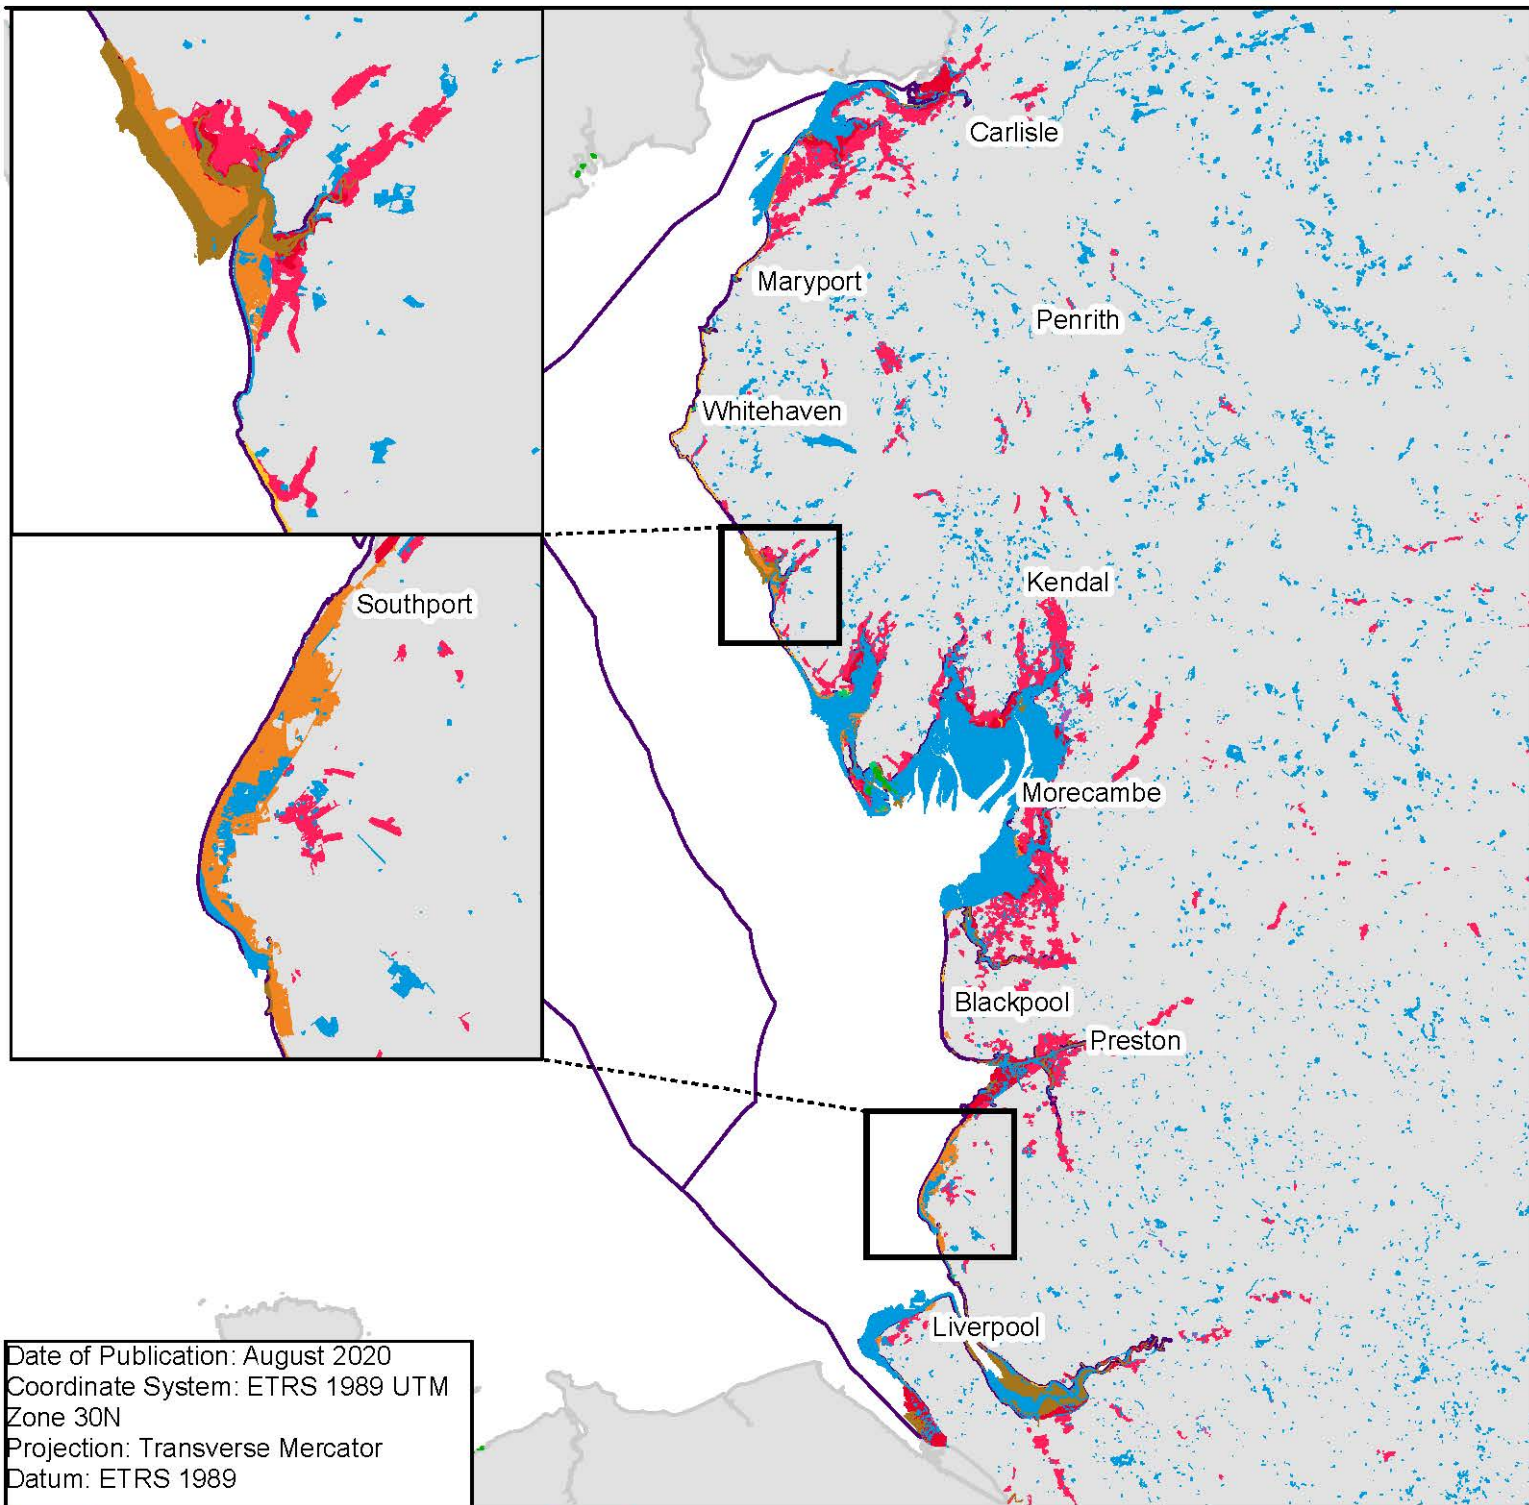 Carlisle
Maryport
Penrith
Whitehaven
Kendal
Southport
Morecambe
Blackpool
Preston
Liverpool
Date of Publication: August 2020
Coordinate System: ETRS 1989 UTM
Zone 30N
Projection: Transverse Mercator
Datum: ETRS 1989